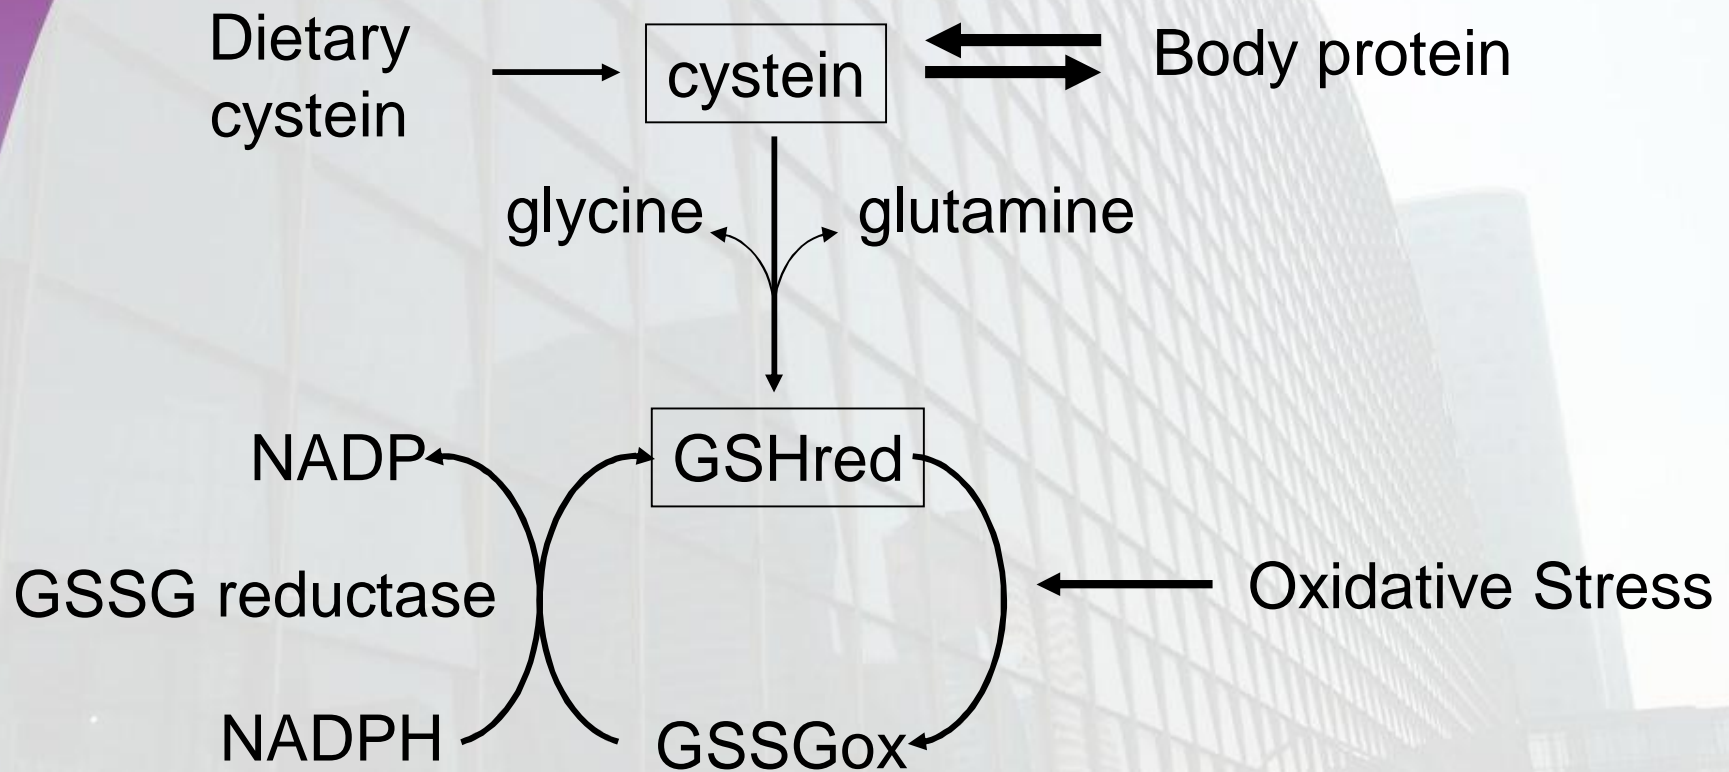 Dietary
cystein
cystein
Body protein
glycine
glutamine
NADP
GSHred
GSSG reductase
Oxidative Stress
NADPH
GSSGox